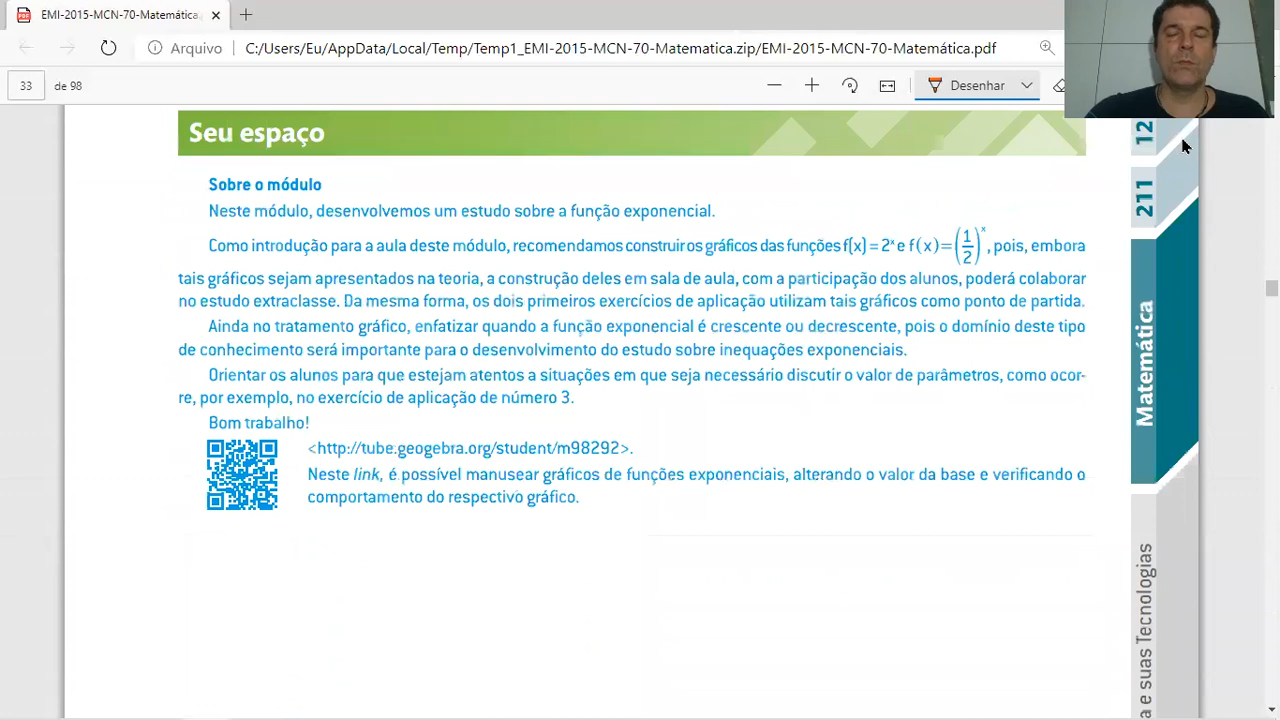 EMI-2015-MCN-70-Matemática
Arquivo
C:/Users/Eu/AppData/Local/Temp/Temp1_EMI-2015-MCN-70-Matematica.zip/EMI-2015-MCN-70-Matemática.pdf
33 de 98
Desenhar
Seu espaço
Sobre o módulo
Neste módulo, desenvolvemos um estudo sobre a função exponencial.
Como introdução para a aula deste módulo, recomendamos construir os gráficos das funções f(x) = 2ˣ e f(x) = (1/2)ˣ, pois, embora
tais gráficos sejam apresentados na teoria, a construção deles em sala de aula, com a participação dos alunos, poderá colaborar
no estudo extraclasse. Da mesma forma, os dois primeiros exercícios de aplicação utilizam tais gráficos como ponto de partida.
Ainda no tratamento gráfico, enfatizar quando a função exponencial é crescente ou decrescente, pois o domínio deste tipo
de conhecimento será importante para o desenvolvimento do estudo sobre inequações exponenciais.
Orientar os alunos para que estejam atentos a situações em que seja necessário discutir o valor de parâmetros, como ocor-
re, por exemplo, no exercício de aplicação de número 3.
Bom trabalho!
<http://tube.geogebra.org/student/m98292>.
Neste link, é possível manusear gráficos de funções exponenciais, alterando o valor da base e verificando o
comportamento do respectivo gráfico.
12
211
Matemática
a e suas Tecnologias